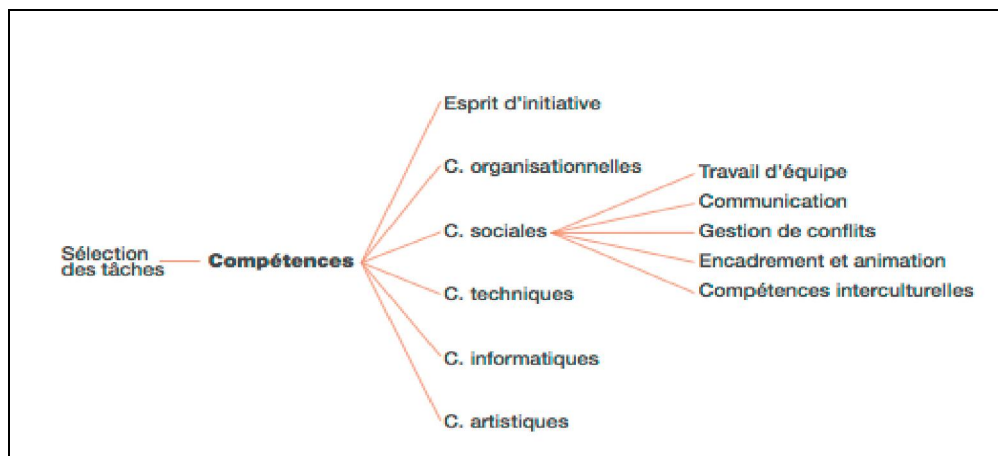 Sélection
des tâches
Compétences
Esprit d'initiative
C. organisationnelles
C. sociales
C. techniques
C. informatiques
C. artistiques
Travail d'équipe
Communication
Gestion de conflits
Encadrement et animation
Compétences interculturelles